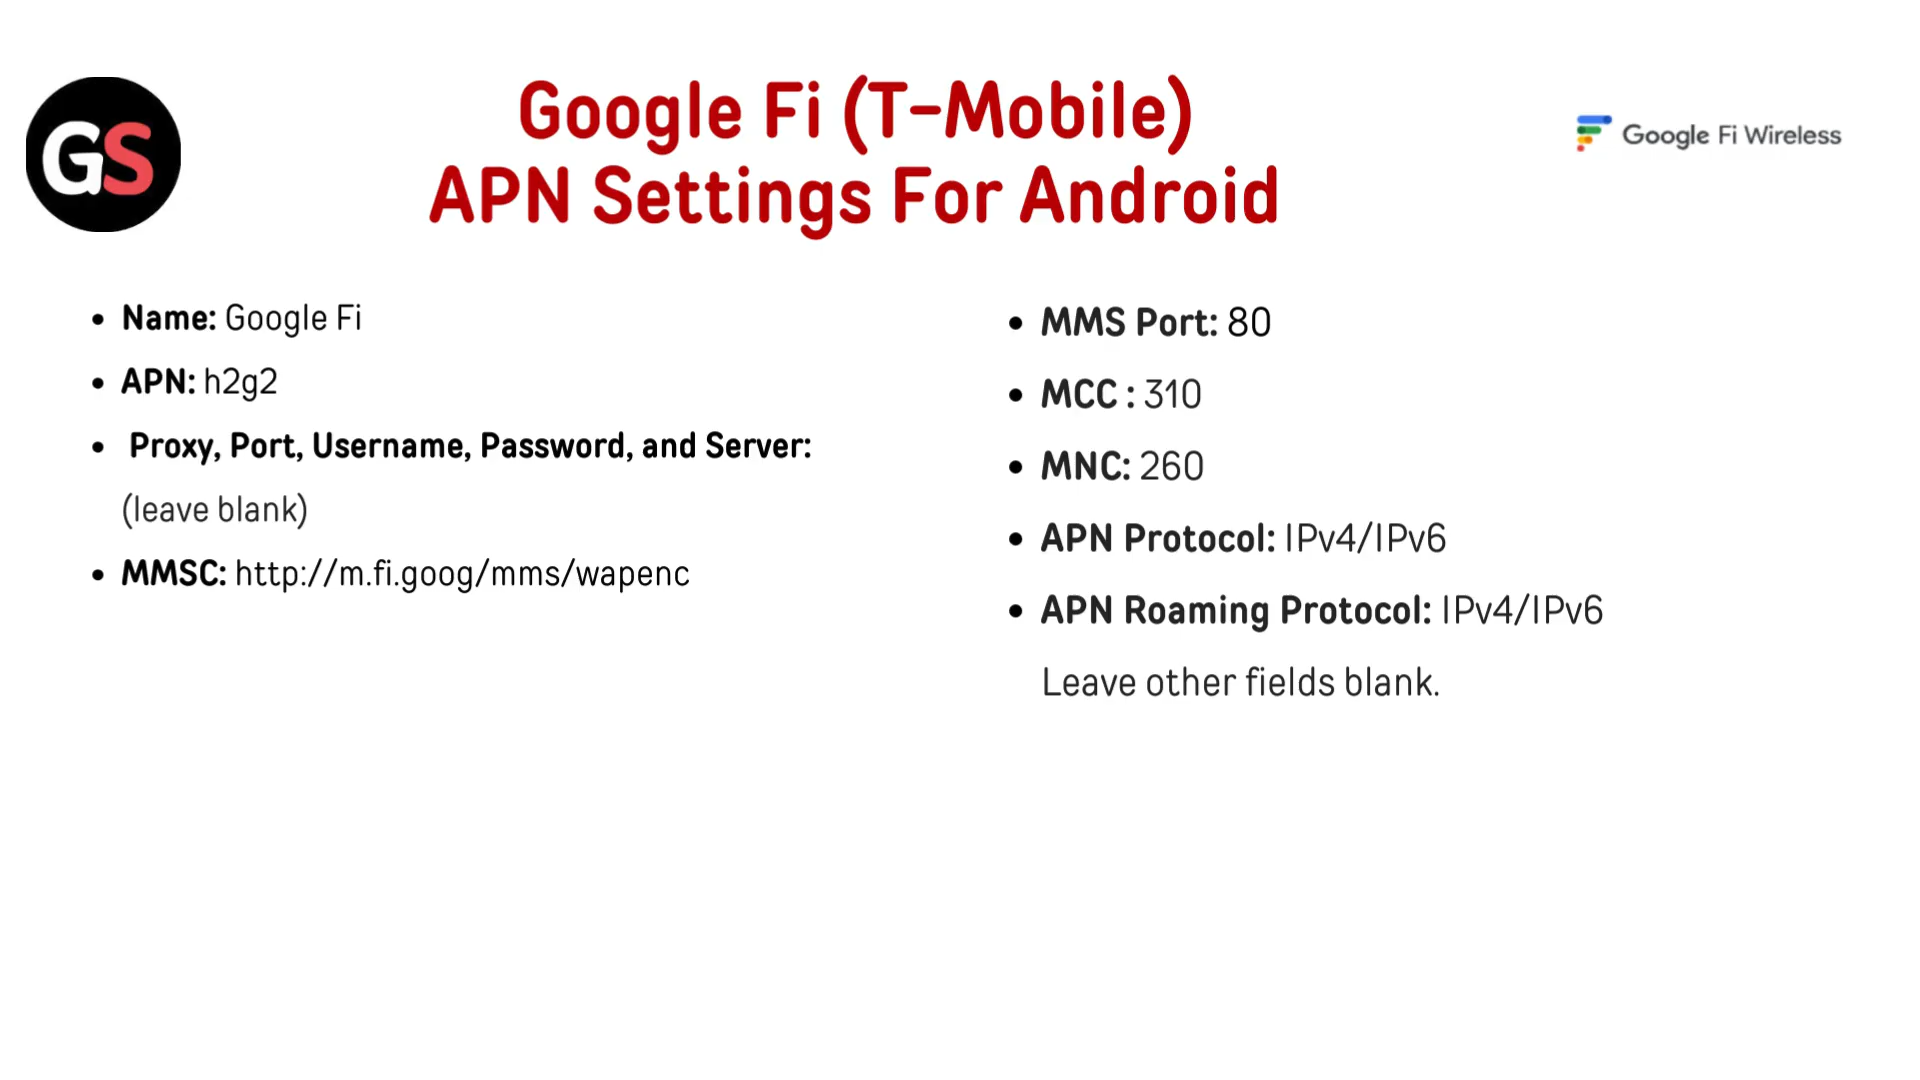 GS
Google Fi (T-Mobile)
APN Settings For Android
Google Fi Wireless
• Name: Google Fi
• APN: h2g2
• Proxy, Port, Username, Password, and Server:
(leave blank)
• MMSC: http://m.fi.goog/mms/wapenc
• MMS Port: 80
• MCC : 310
• MNC: 260
• APN Protocol: IPv4/IPv6
• APN Roaming Protocol: IPv4/IPv6
Leave other fields blank.